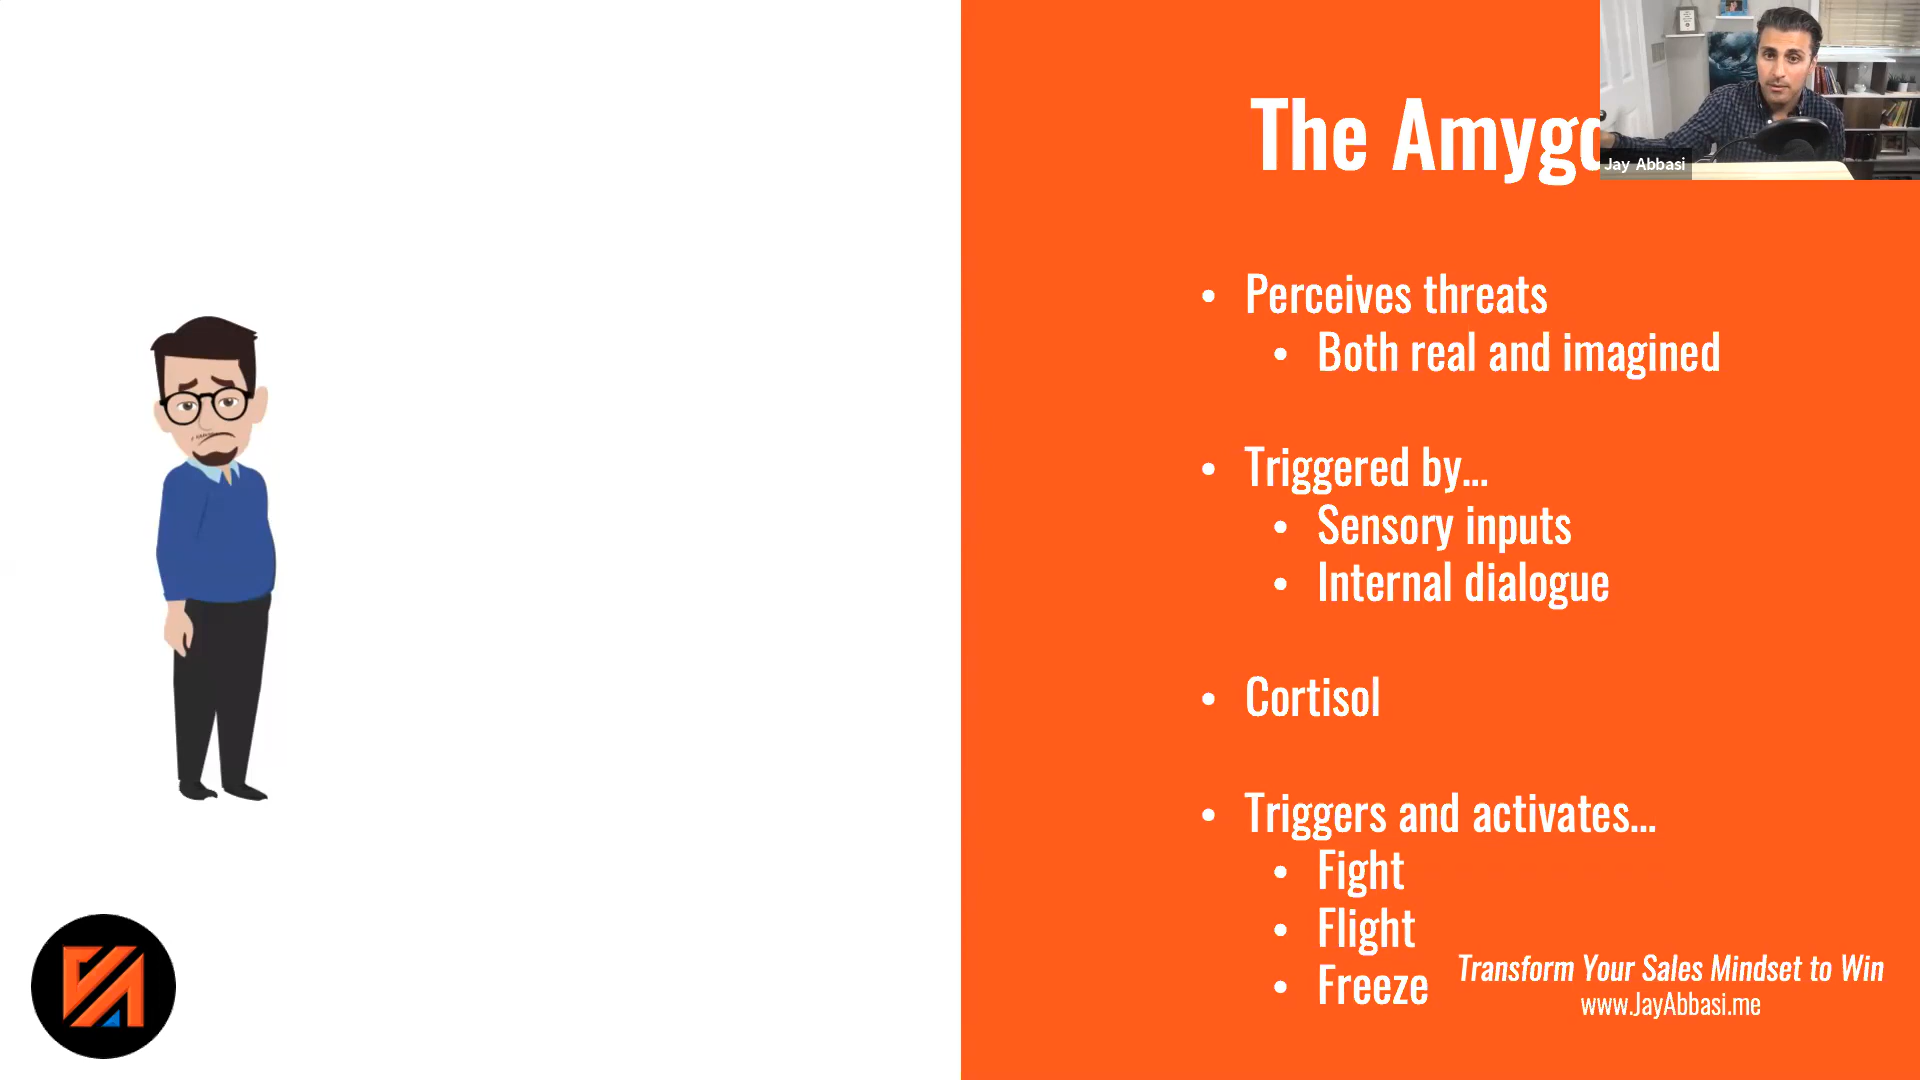 The Amygd
Jay Abbasi
• Perceives threats
• Both real and imagined
• Triggered by...
• Sensory inputs
• Internal dialogue
• Cortisol
• Triggers and activates...
• Fight
• Flight
• Freeze
Transform Your Sales Mindset to Win
www.JayAbbasi.me